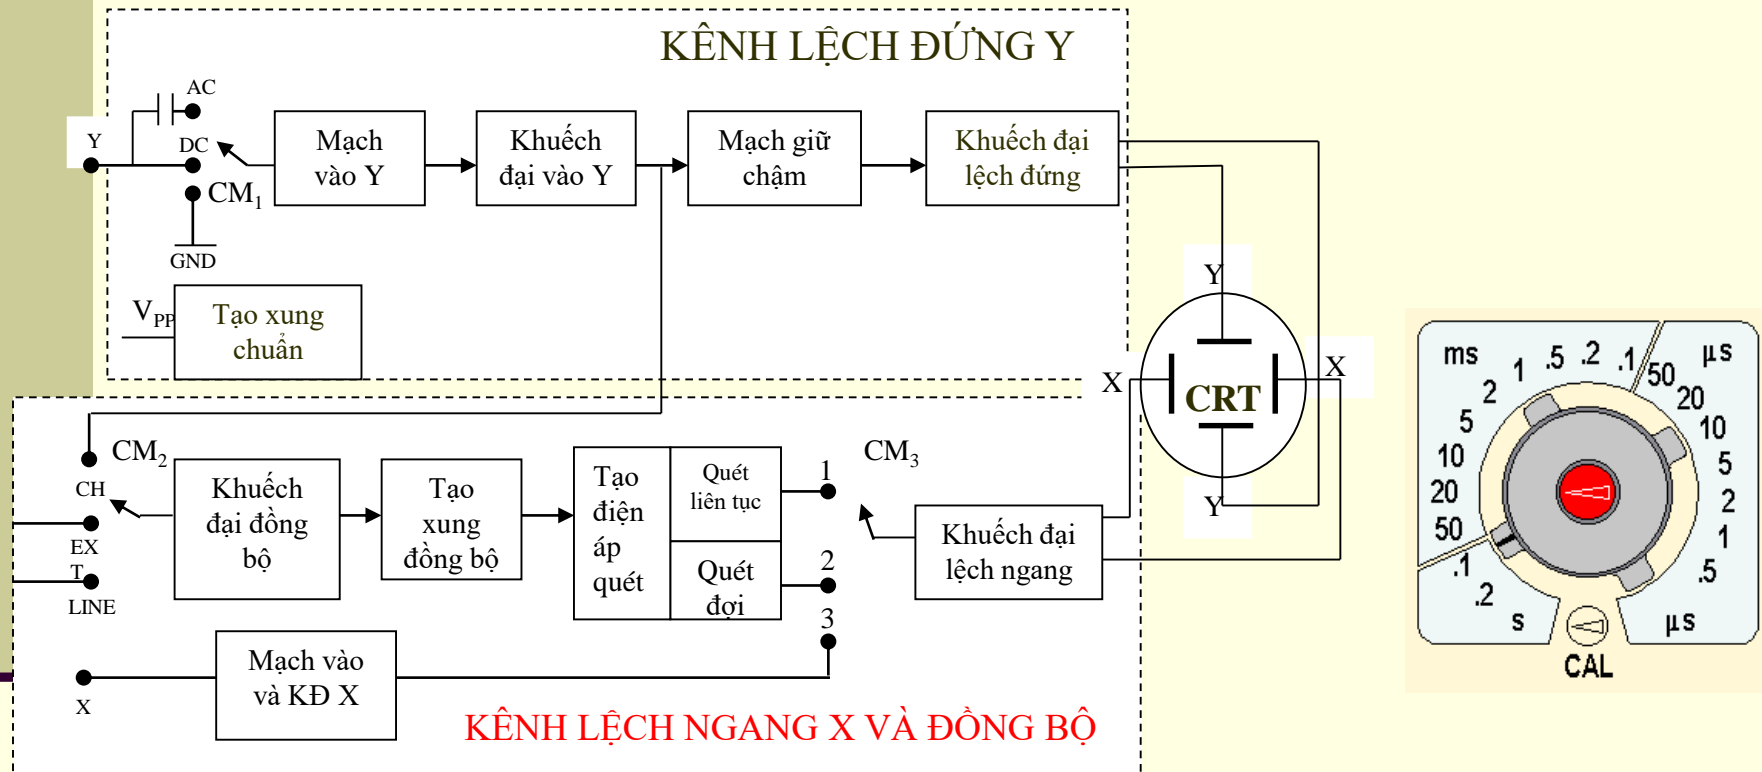 KÊNH LỆCH ĐỨNG Y
AC
Y
DC
CM1
GND
Mạch
vào Y
Khuếch
đại vào Y
Mạch giữ
chậm
Khuếch đại
lệch đứng
VPP
Tạo xung
chuẩn
Y
X
CRT
X
Y
CM2
CH
EX
T
LINE
Khuếch
đại đồng
bộ
Tạo
xung
đồng bộ
Tạo
điện
áp
quét
Quét
liên tục
Quét
đợi
1
2
3
CM3
Khuếch đại
lệch ngang
X
Mạch vào
và KĐ X
KÊNH LỆCH NGANG X VÀ ĐỒNG BỘ
ms
µs
.1
.2
.5
1
2
5
10
20
50
.1
.2
s
50
20
10
5
2
1
.5
µs
CAL